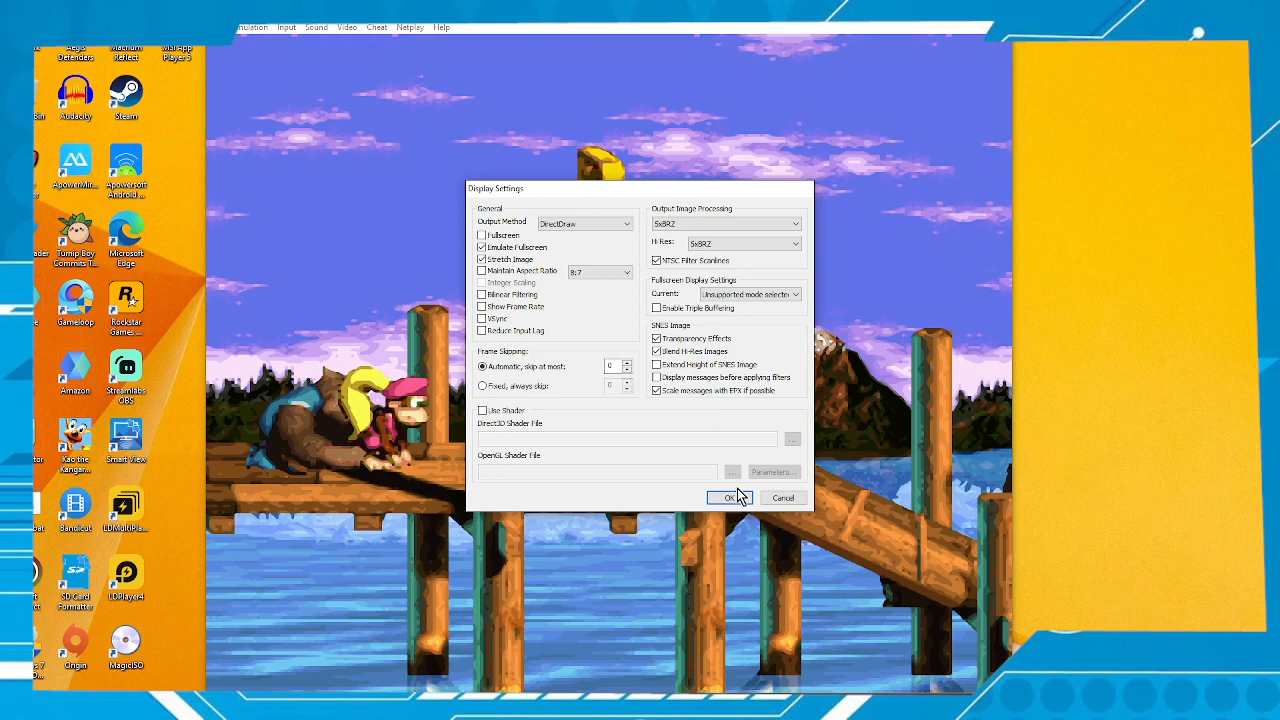 Input Sound Video Cheat Netplay Help
Aegis
Defenders
Macrium
Reflect
MSI App
Player 5
Audacity
Steam
ApowerMir...
Apowersoft
Android ...
Turnip Boy
Commits T...
Microsoft
Edge
Gameloop
Rockstar
Games ...
Amazon
Streamlabs
OBS
Kao the
Kangar...
Smart View
Bandicut
LDMultiPla...
SD Card
Formatter
LDPlayer4
Origin
MagicISO
Display Settings
General
Output Method DirectDraw
Fullscreen
Emulate Fullscreen
Stretch Image
Maintain Aspect Ratio 8:7
Integer Scaling
Bilinear Filtering
Show Frame Rate
VSync
Reduce Input Lag
Frame Skipping:
Automatic, skip at most: 0
Fixed, always skip: 0
Output Image Processing
5xBRZ
Hi Res: 5xBRZ
NTSC Filter Scanlines
Fullscreen Display Settings
Current: Unsupported mode selected
Enable Triple Buffering
SNES Image
Transparency Effects
Blend Hi-Res Images
Extend Height of SNES Image
Display messages before applying filters
Scale messages with EPX if possible
Use Shader
Direct3D Shader File
...
OpenGL Shader File
... Parameters...
OK Cancel